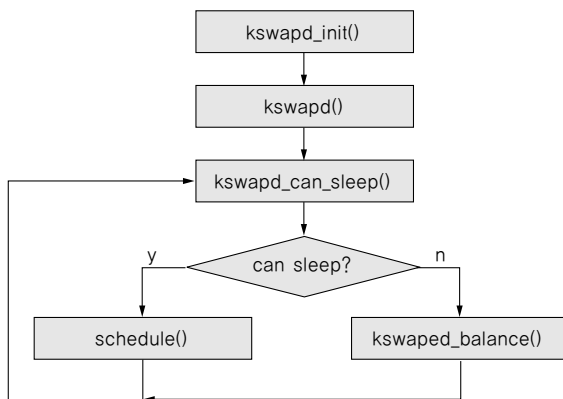 kswapd_init()
kswapd()
kswapd_can_sleep()
can sleep?
y
n
schedule()
kswaped_balance()